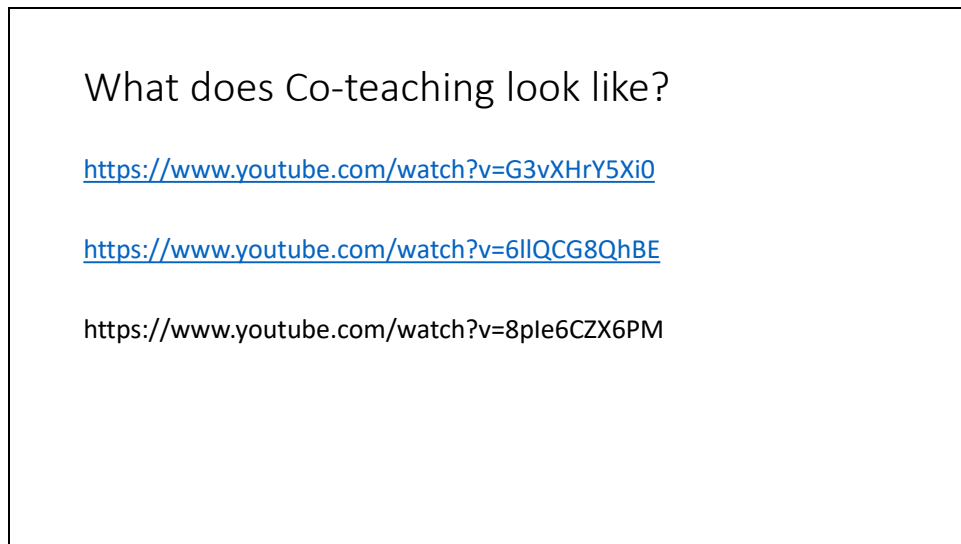 What does Co-teaching look like?
https://www.youtube.com/watch?v=G3vXHrY5Xi0
https://www.youtube.com/watch?v=6llQCG8QhBE
https://www.youtube.com/watch?v=8pIe6CZX6PM